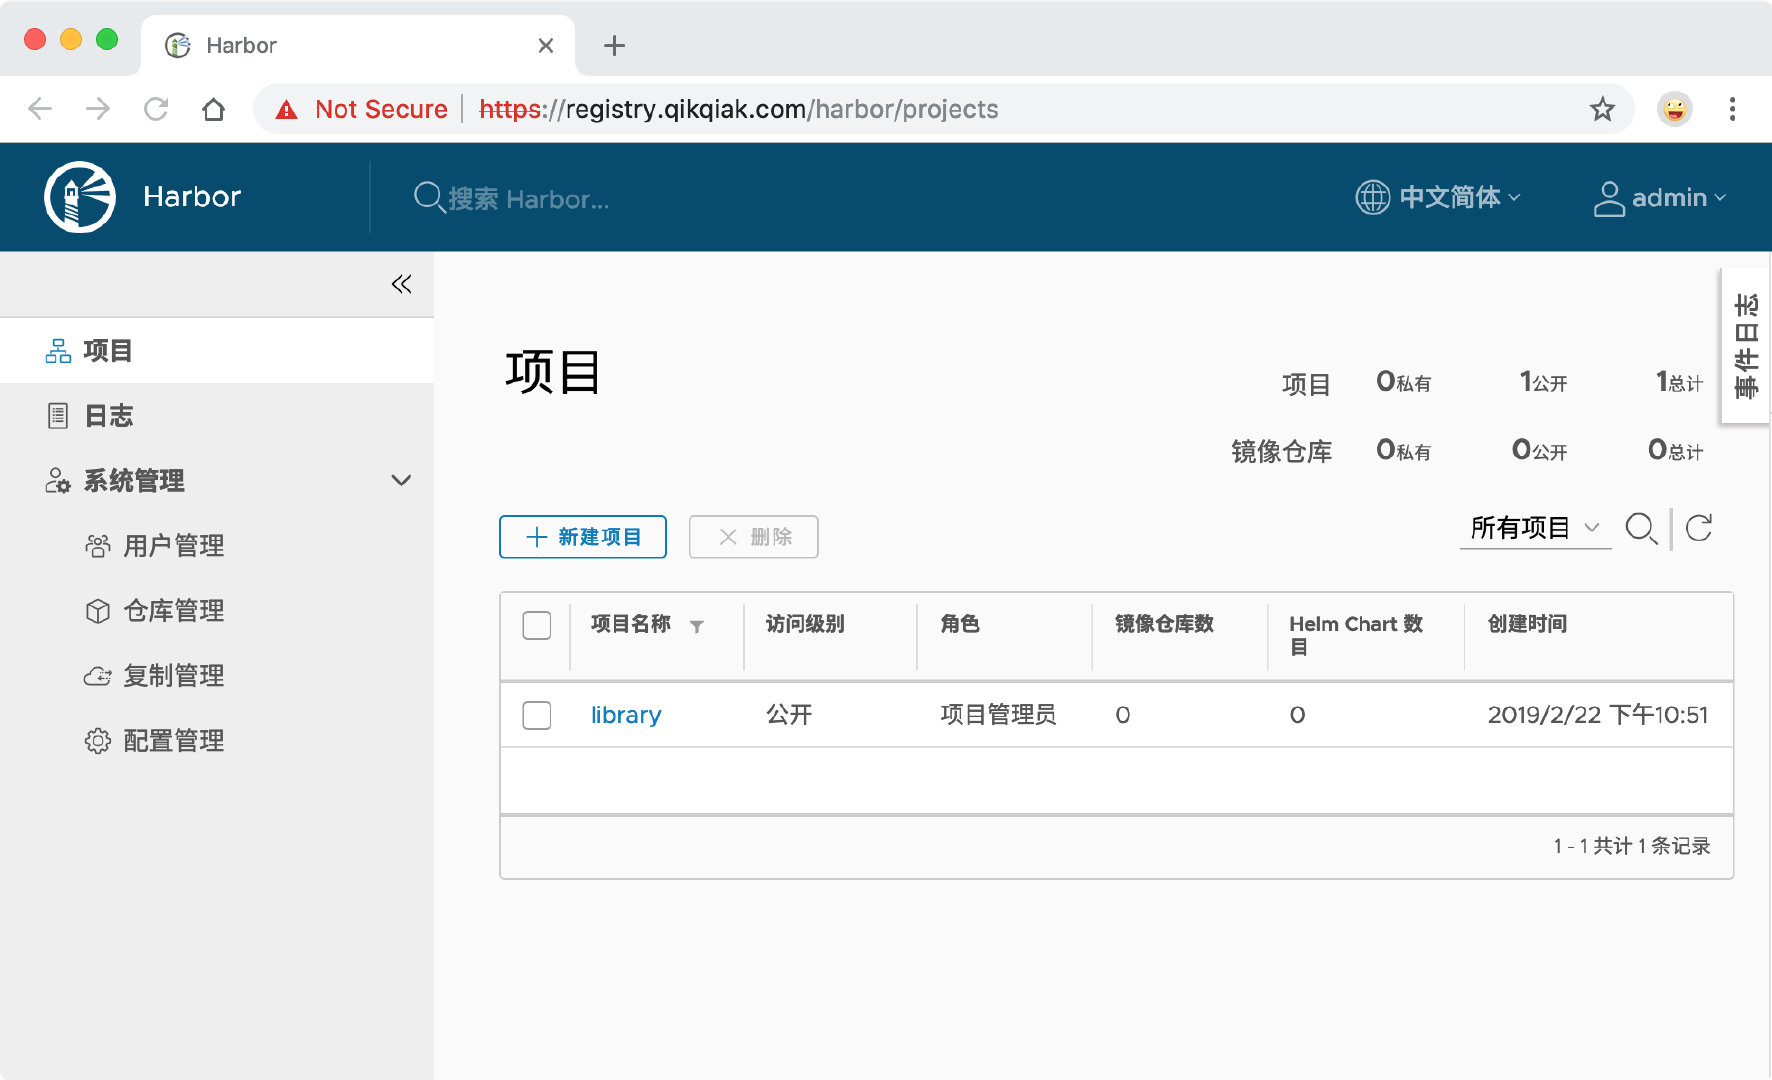 Harbor
Not Secure https://registry.qikqiak.com/harbor/projects
Harbor
搜索 Harbor...
中文简体
admin
项目
日志
系统管理
用户管理
仓库管理
复制管理
配置管理
事件日志
项目
项目 0私有 1公开 1总计
镜像仓库 0私有 0公开 0总计
新建项目
删除
所有项目
项目名称 访问级别 角色 镜像仓库数 Helm Chart 数
目 创建时间
library 公开 项目管理员 0 0 2019/2/22 下午10:51
1 - 1 共计 1 条记录